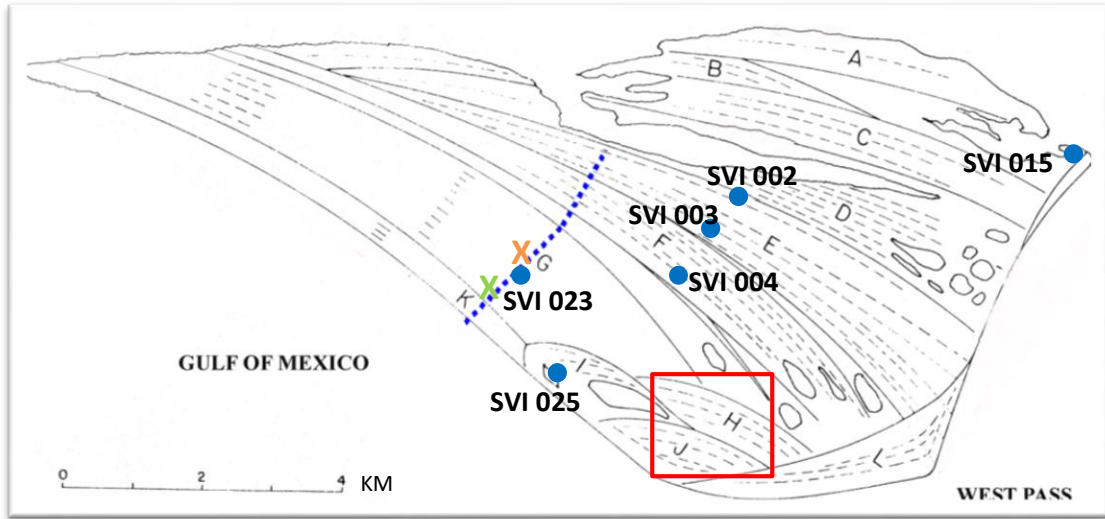 A
B
C
SVI 015
SVI 002
D
SVI 003
E
F
X
G
SVI 004
X
K
SVI 023
GULF OF MEXICO
I
SVI 025
H
J
L
0 2 4 KM
WEST PASS